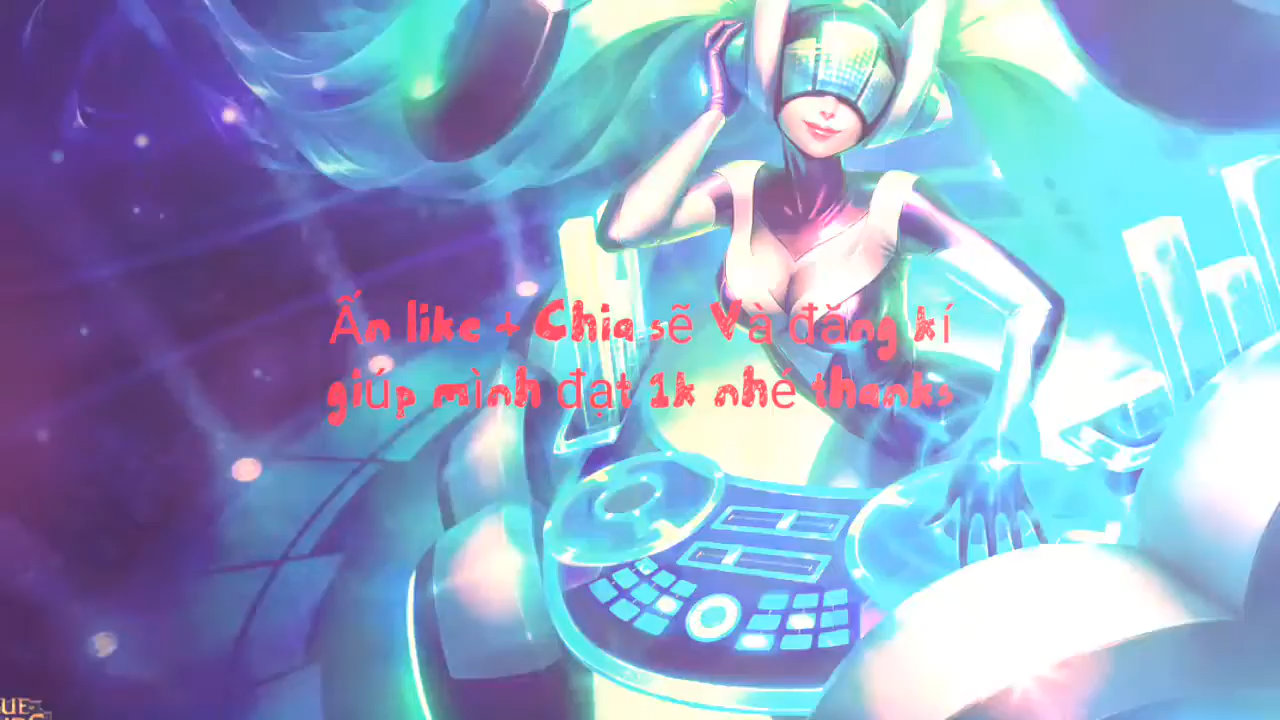 Ấn like + Chia sẽ Và đăng kí
giúp mình đạt 1k nhé thanks